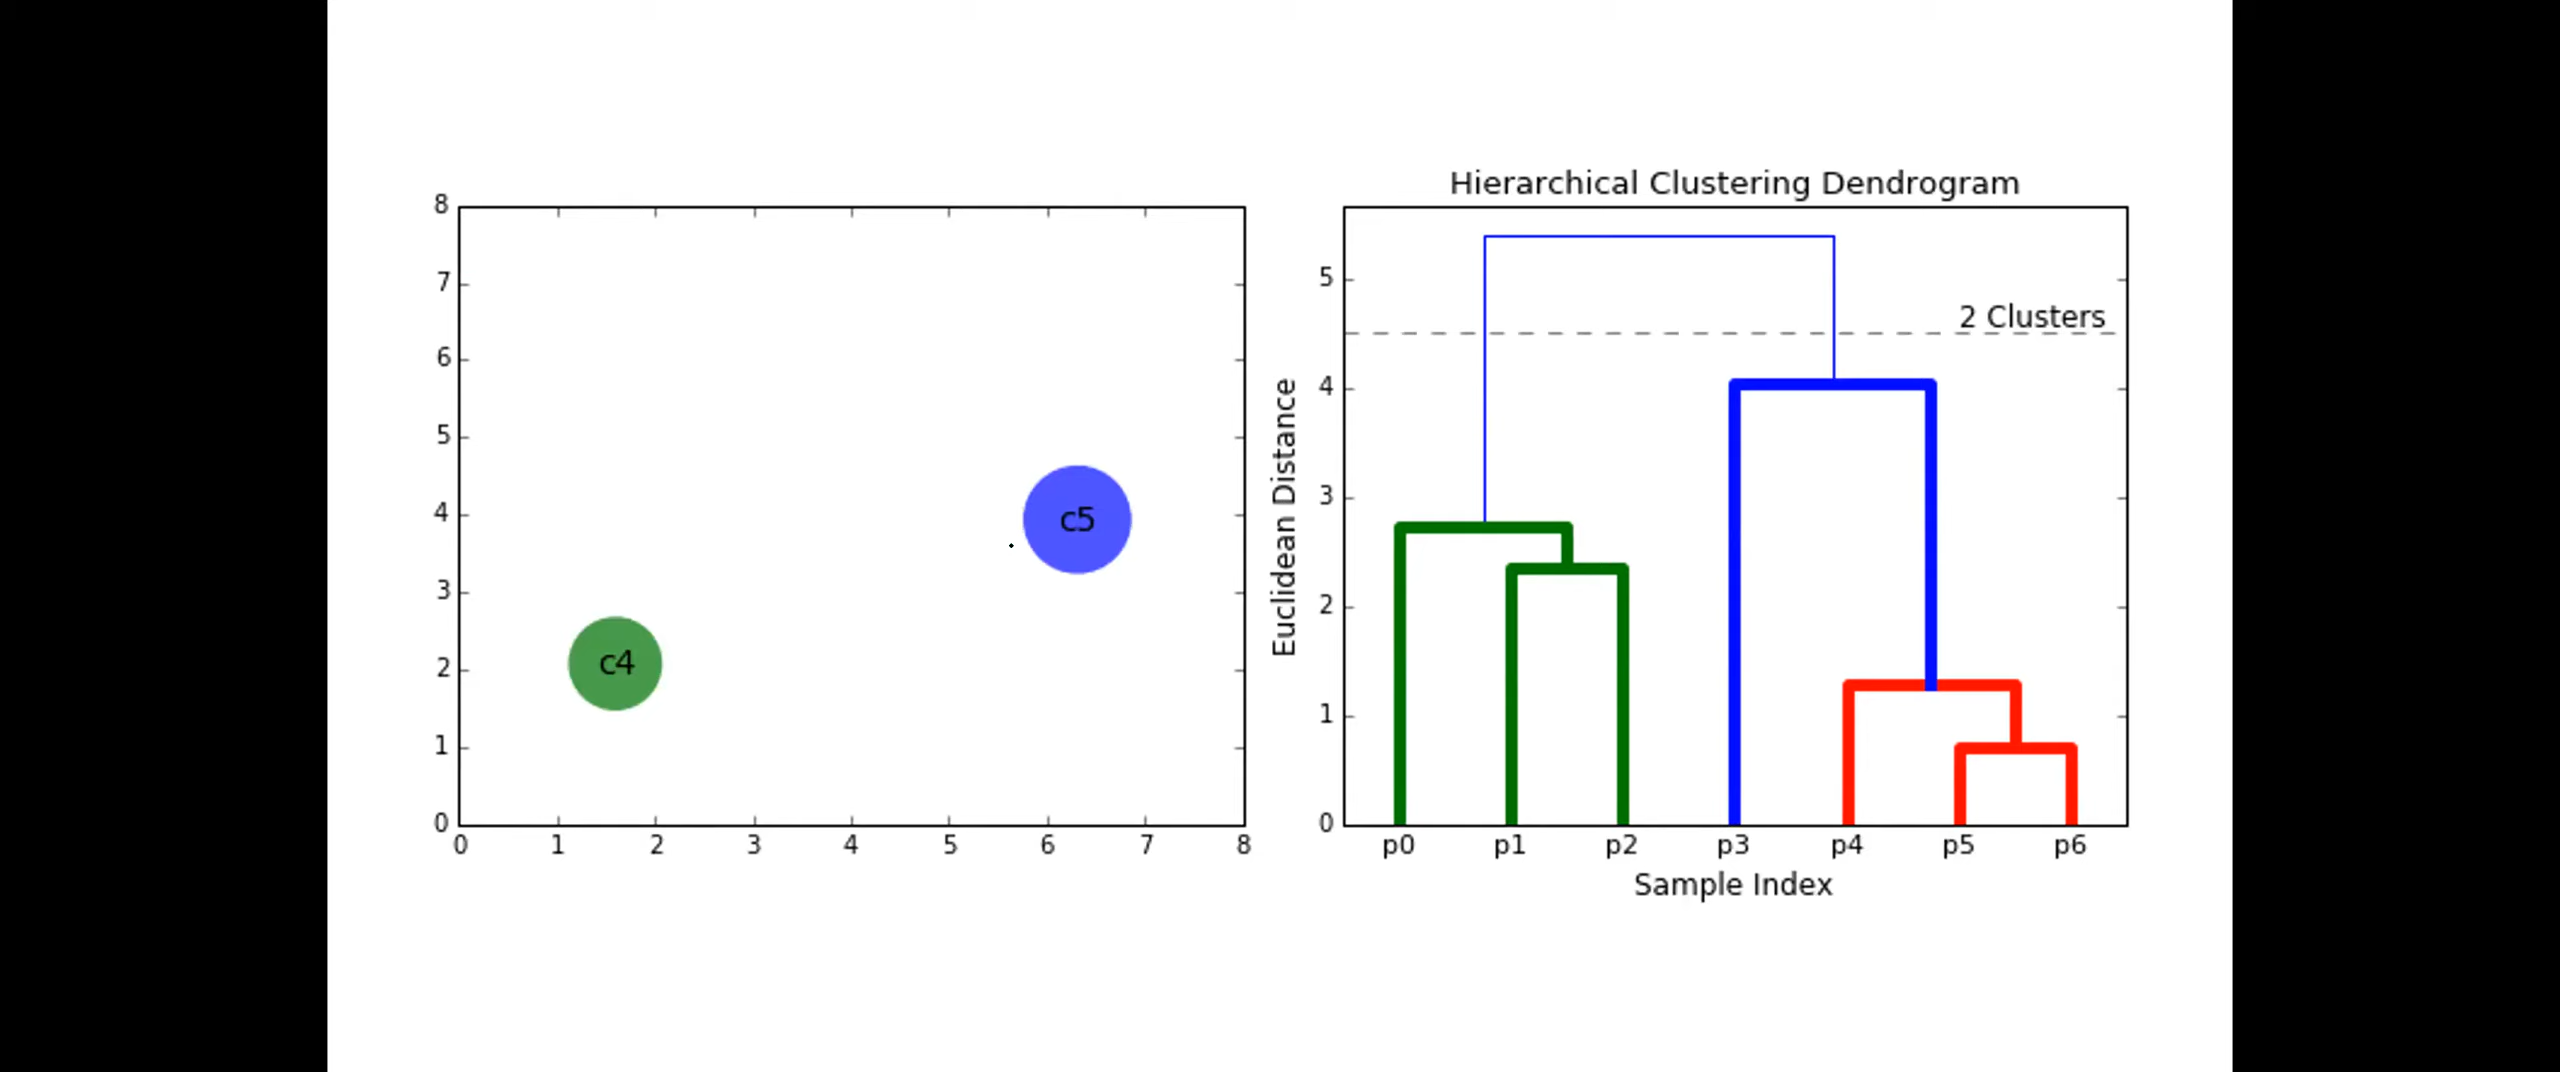 8
7
6
5
4
3
2
1
0
0 1 2 3 4 5 6 7 8
c5
c4
Hierarchical Clustering Dendrogram
Euclidean Distance
5
4
3
2
1
0
2 Clusters
p0 p1 p2 p3 p4 p5 p6
Sample Index